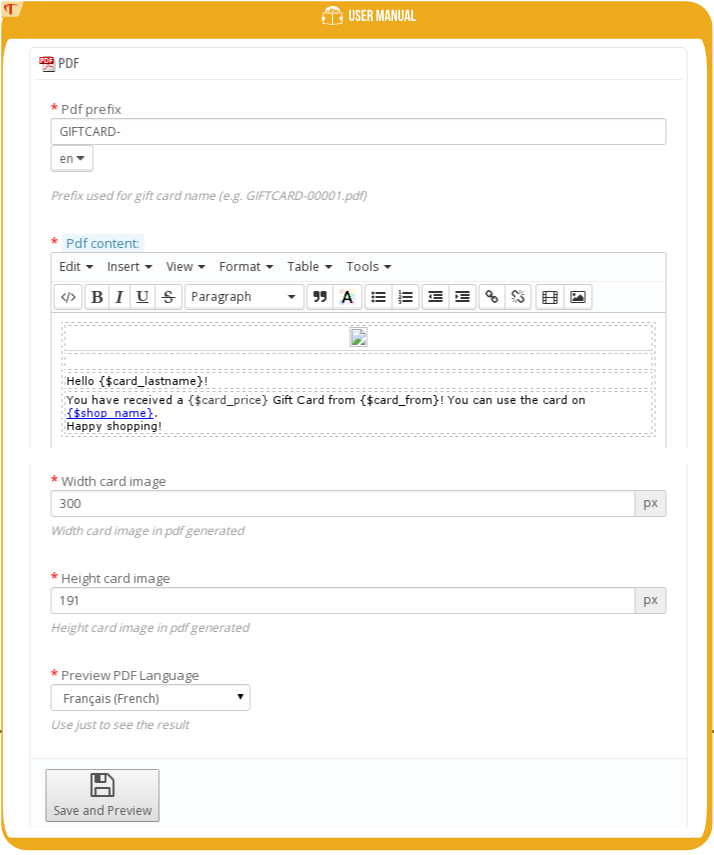 USER MANUAL
PDF
* Pdf prefix
GIFTCARD-
en
Prefix used for gift card name (e.g. GIFTCARD-00001.pdf)
* Pdf content:
Edit Insert View Format Table Tools
</> B I U S Paragraph A
Hello {$card_lastname}!
You have received a {$card_price} Gift Card from {$card_from}! You can use the card on
{$shop_name}.
Happy shopping!
* Width card image
300 px
Width card image in pdf generated
* Height card image
191 px
Height card image in pdf generated
* Preview PDF Language
Français (French)
Use just to see the result
Save and Preview